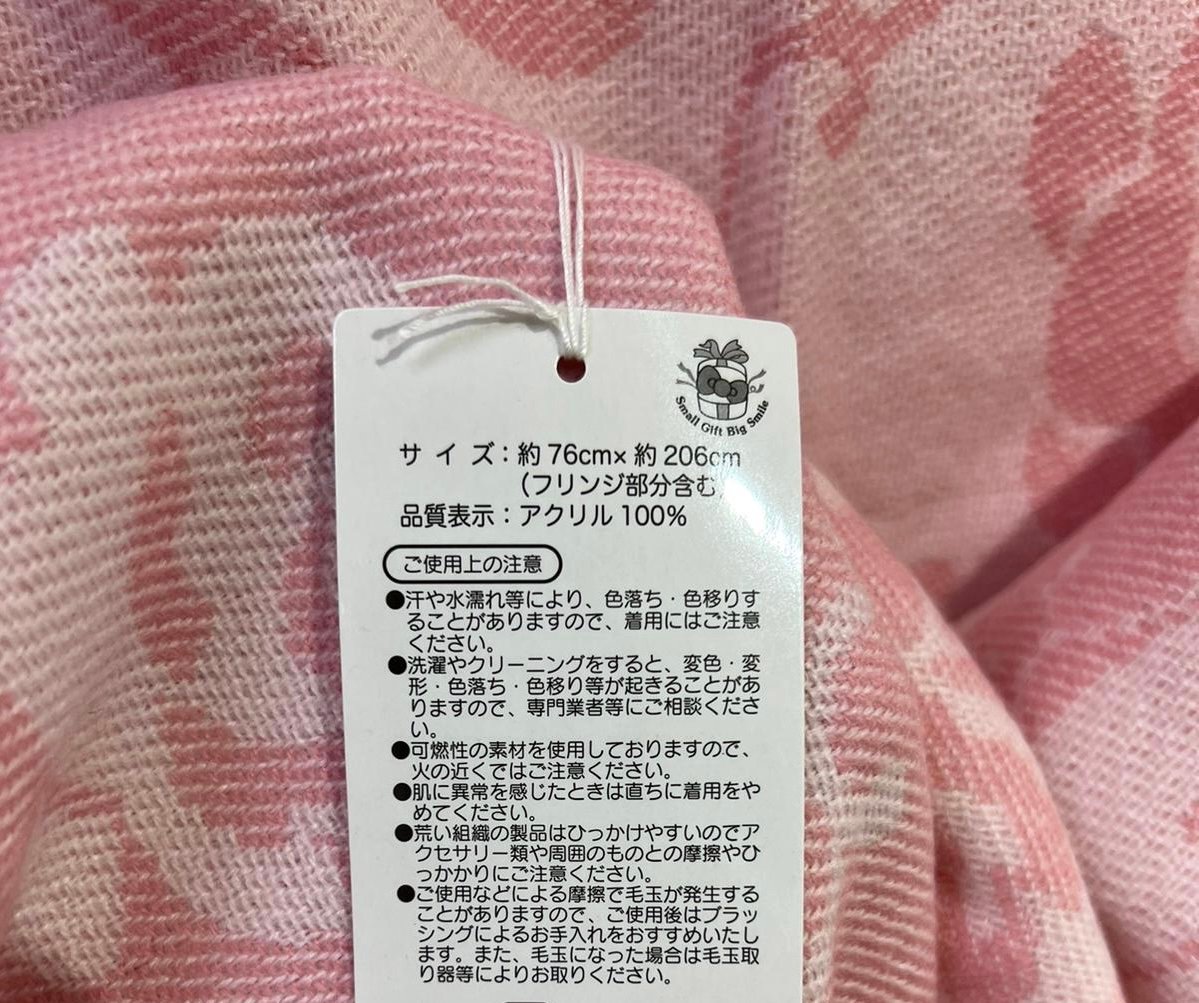 Small Gift Big Smile
サイズ：約76cm×約206cm
（フリンジ部分含む）
品質表示：アクリル100%
ご使用上の注意
●汗や水濡れ等により、色落ち・色移りす
ることがありますので、着用にはご注意
ください。
●洗濯やクリーニングをすると、変色・変
形・色落ち・色移り等が起きることがあ
りますので、専門業者等にご相談くださ
い。
●可燃性の素材を使用しておりますので、
火の近くではご注意ください。
●肌に異常を感じたときは直ちに着用をや
めてください。
●荒い組織の製品はひっかけやすいのでア
クセサリー類や周囲のものとの摩擦やひ
っかかりにご注意ください。
●ご使用などによる摩擦で毛玉が発生する
ことがありますので、ご使用後はブラッ
シングによるお手入れをおすすめいたし
ます。また、毛玉になった場合は毛玉取
り器等によりお取りください。